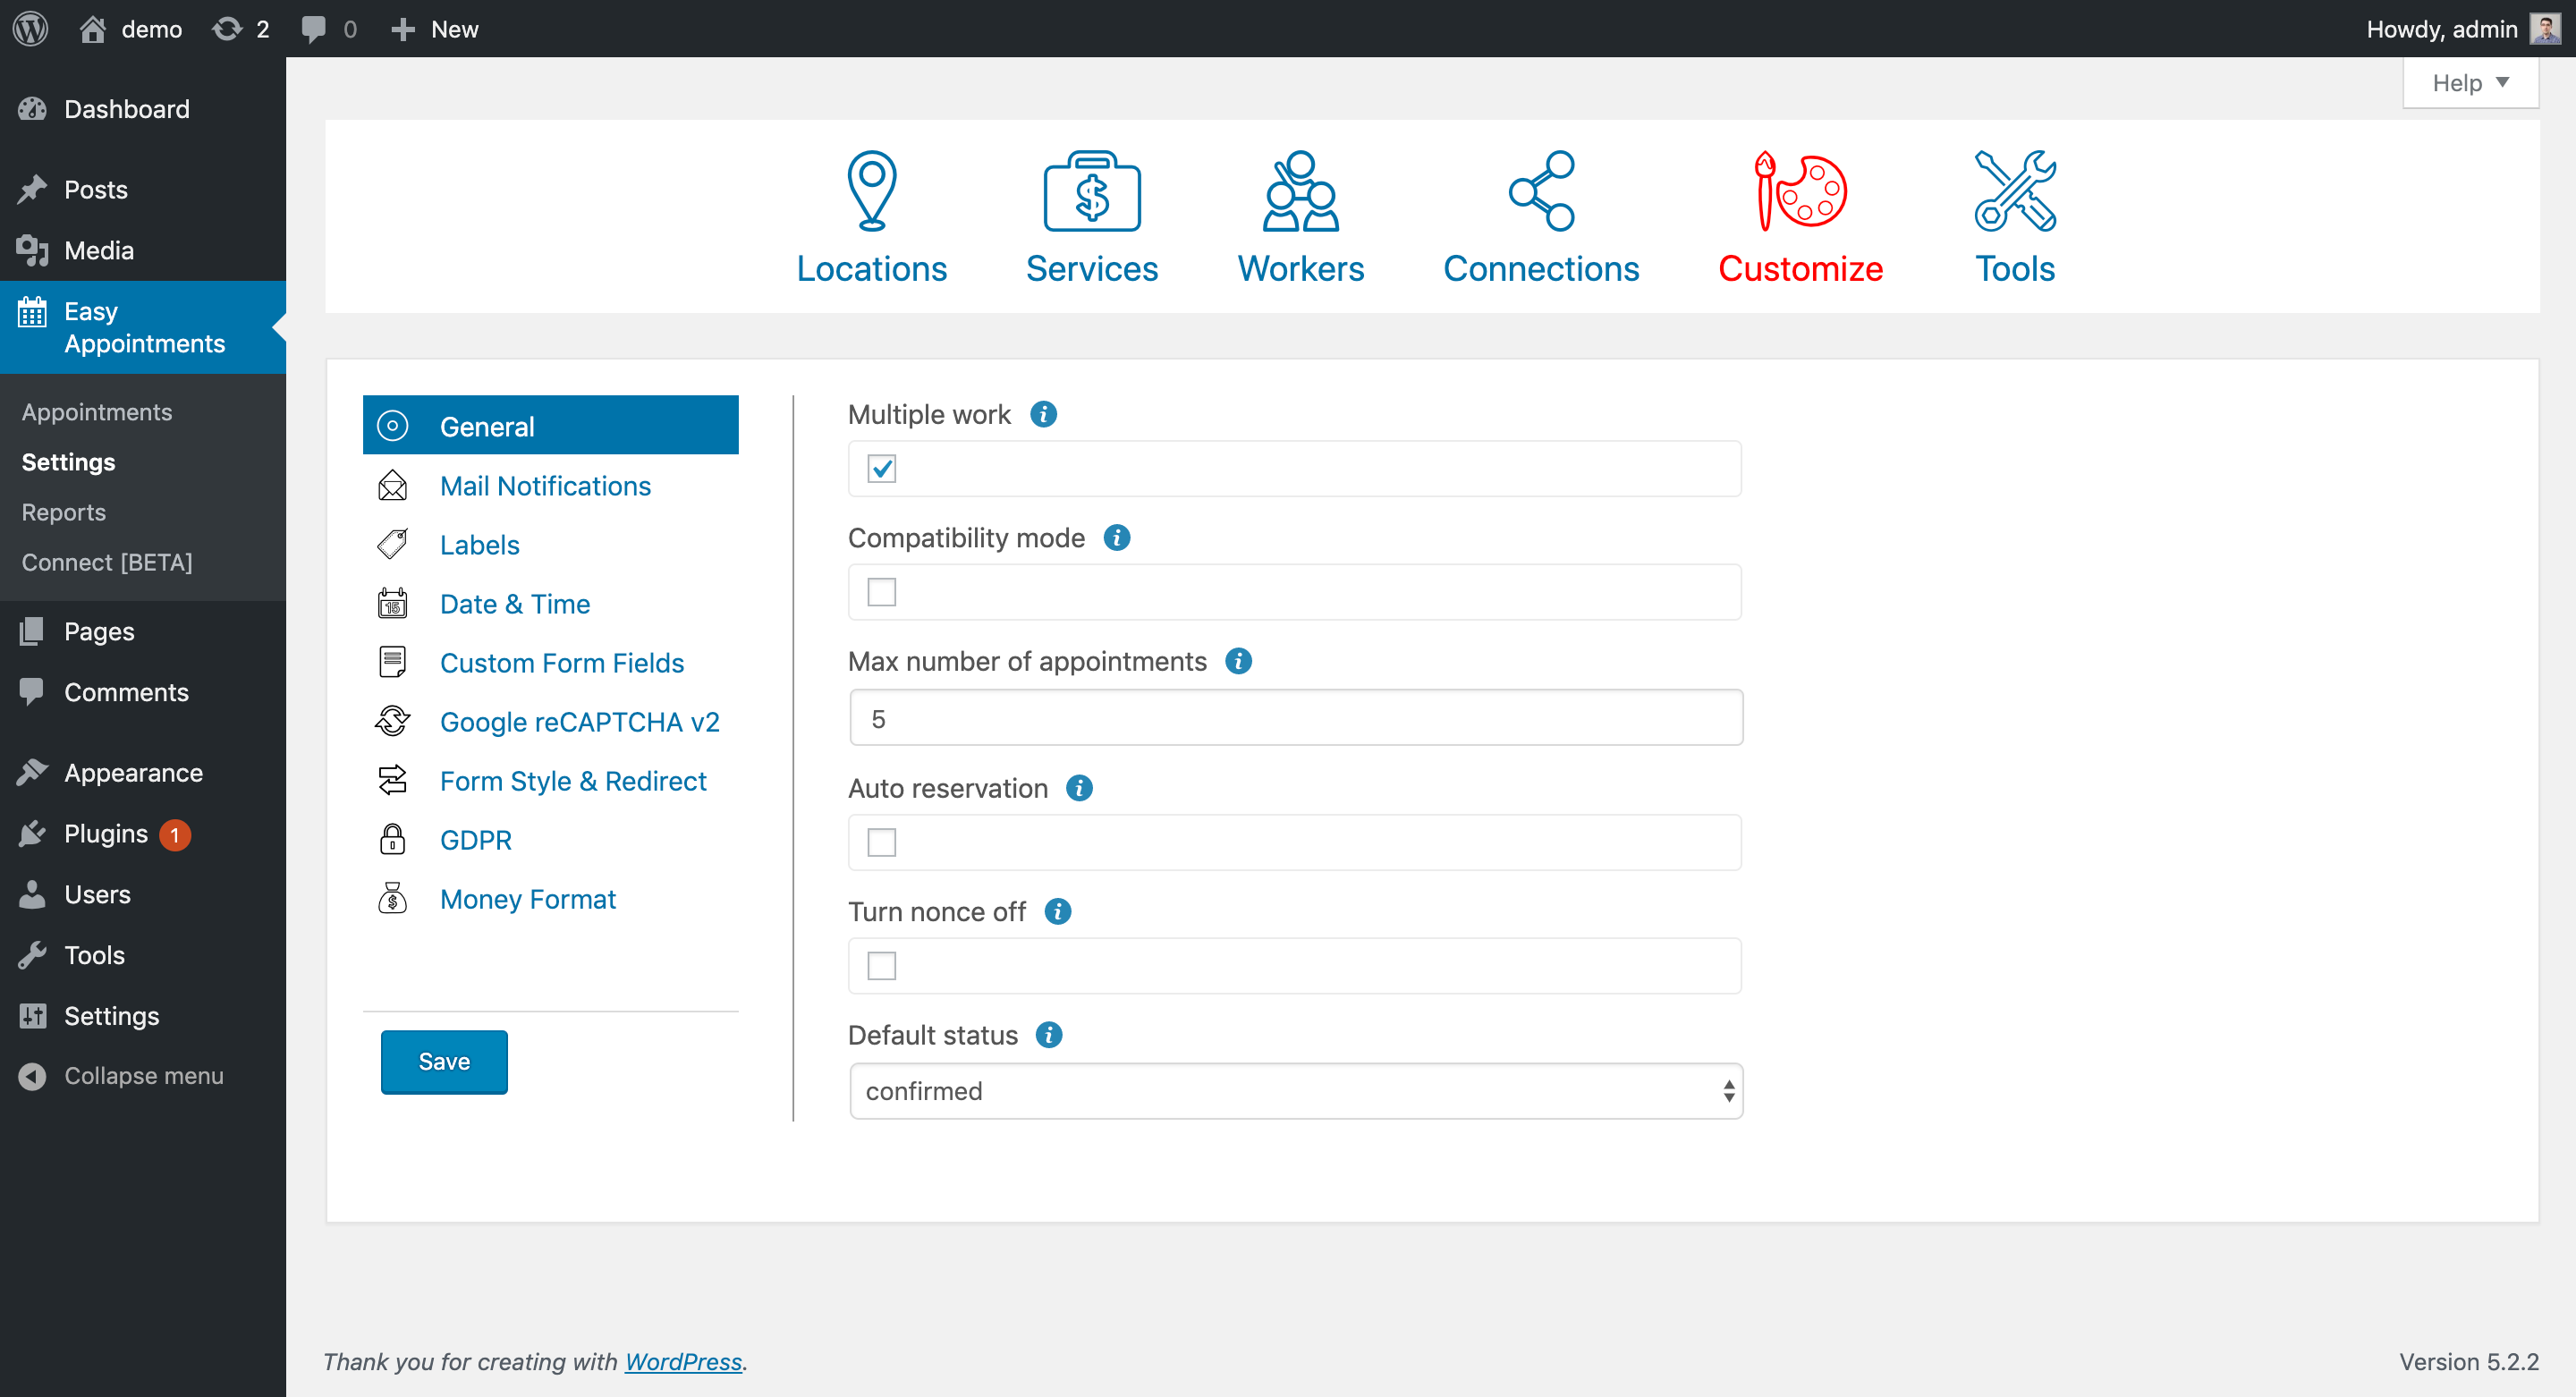 demo 2 0 New
Howdy, admin
Help
Dashboard
Posts
Media
Easy
Appointments
Appointments
Settings
Reports
Connect [BETA]
Pages
Comments
Appearance
Plugins 1
Users
Tools
Settings
Collapse menu
Locations Services Workers Connections Customize Tools
General
Mail Notifications
Labels
15 Date & Time
Custom Form Fields
Google reCAPTCHA v2
Form Style & Redirect
GDPR
Money Format
Save
Multiple work
Compatibility mode
Max number of appointments
5
Auto reservation
Turn nonce off
Default status
confirmed
Thank you for creating with WordPress.
Version 5.2.2